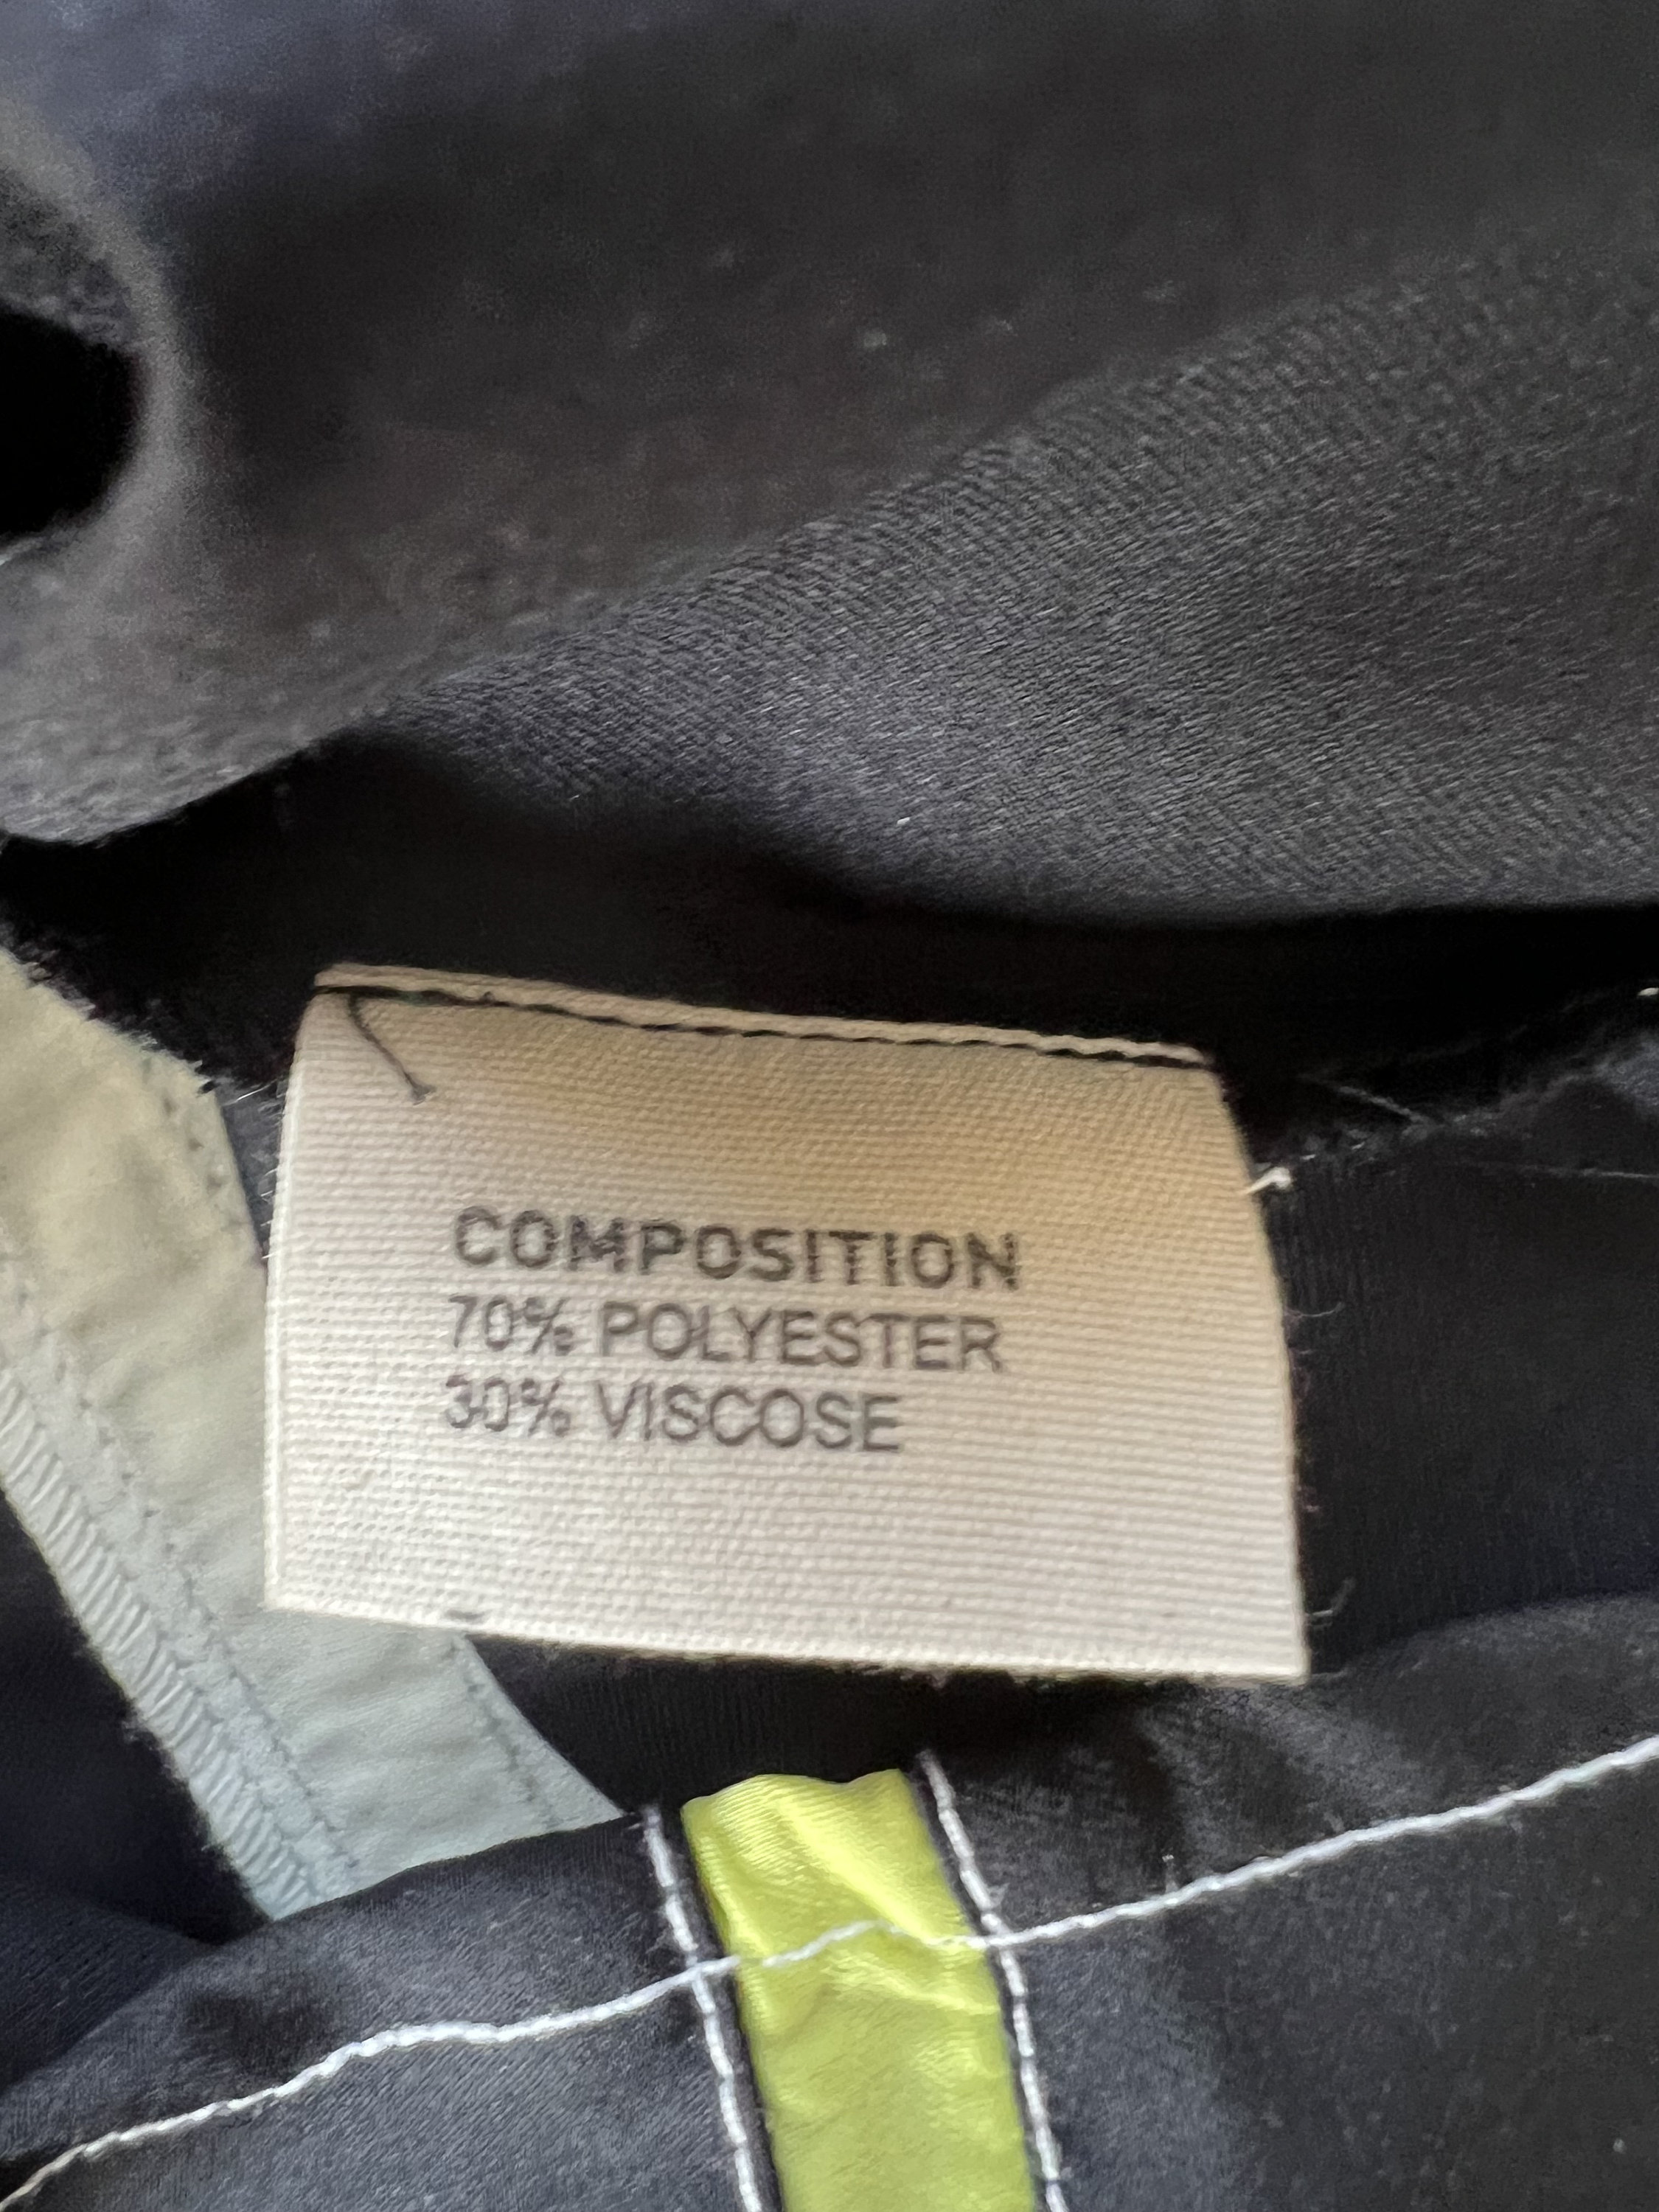 COMPOSITION
70% POLYESTER
30% VISCOSE